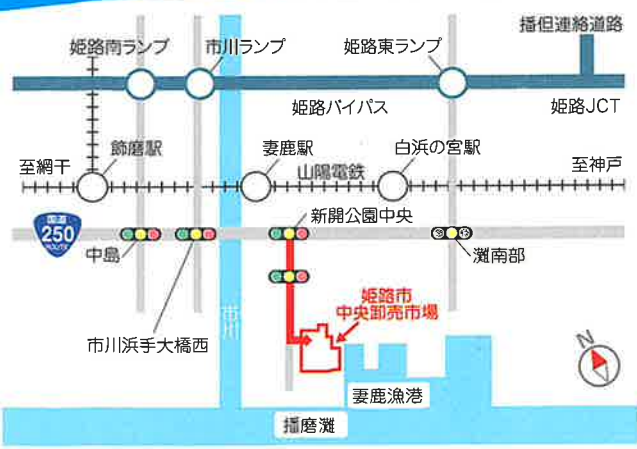 播但連絡道路
姫路南ランプ
市川ランプ
姫路東ランプ
姫路バイパス
姫路JCT
飾磨駅
妻鹿駅
白浜の宮駅
至網干
山陽電鉄
至神戸
新開公園中央
国道
250
ROUTE
中島
灘南部
市川浜手大橋西
市川
姫路市
中央卸売市場
N
妻鹿漁港
播磨灘